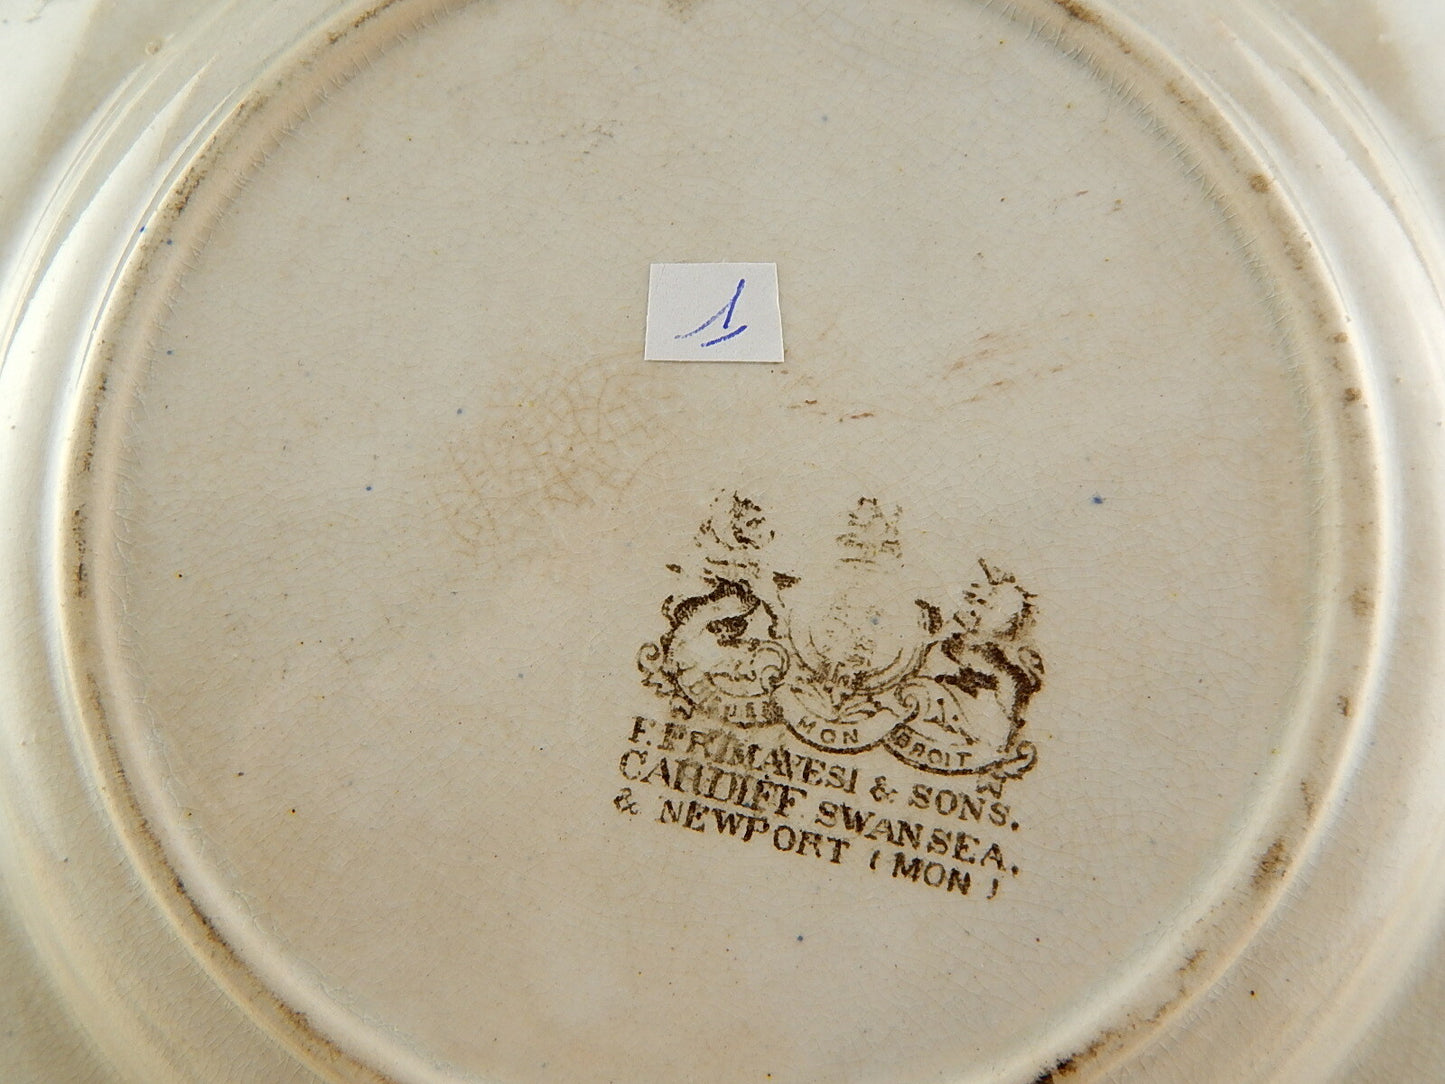 1
MON DROIT
F. PRIMAVESI & SONS.
CARDIFF. SWANSEA.
& NEWPORT (MON)